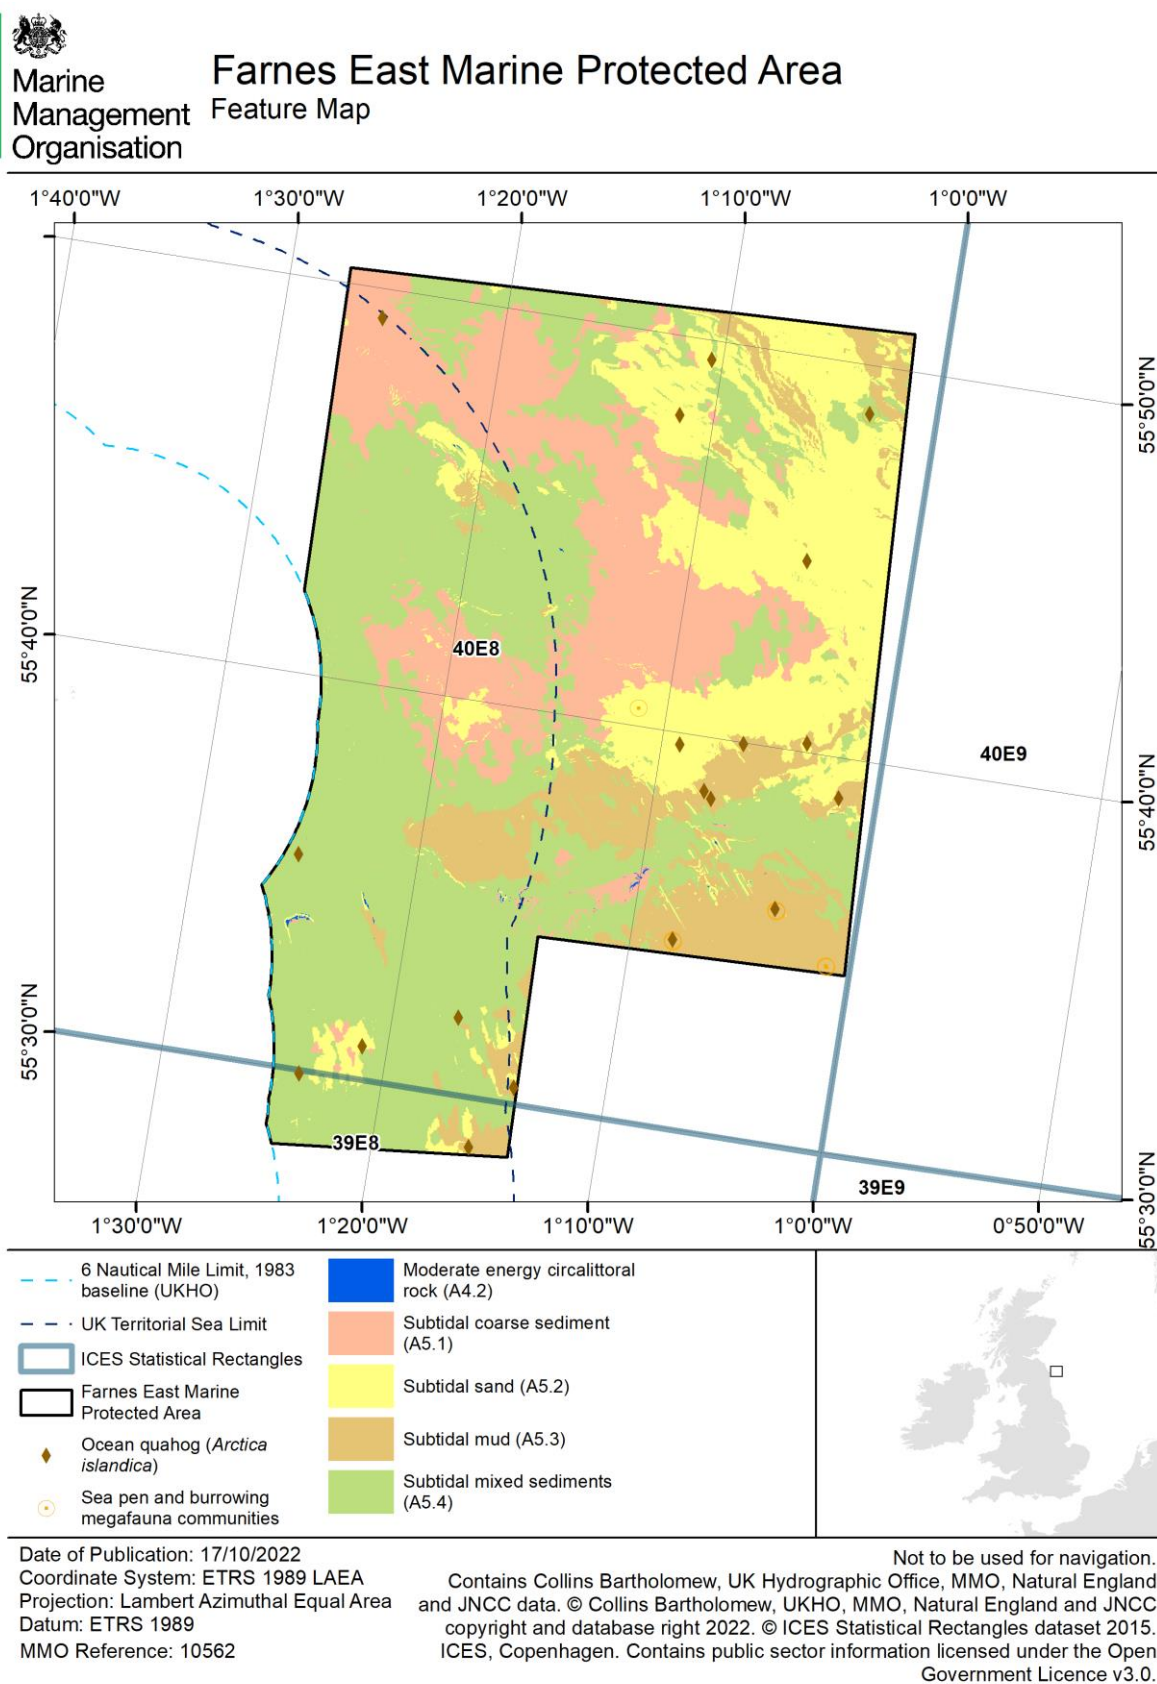 Marine
Management
Organisation
Farnes East Marine Protected Area
Feature Map
1°40'0"W
1°30'0"W
1°20'0"W
1°10'0"W
1°0'0"W
55°50'0"N
55°40'0"N
40E8
40E9
55°40'0"N
55°30'0"N
39E8
39E9
55°30'0"N
1°30'0"W
1°20'0"W
1°10'0"W
1°0'0"W
0°50'0"W
6 Nautical Mile Limit, 1983
baseline (UKHO)
UK Territorial Sea Limit
ICES Statistical Rectangles
Farnes East Marine
Protected Area
Ocean quahog (Arctica
islandica)
Sea pen and burrowing
megafauna communities
Moderate energy circalittoral
rock (A4.2)
Subtidal coarse sediment
(A5.1)
Subtidal sand (A5.2)
Subtidal mud (A5.3)
Subtidal mixed sediments
(A5.4)
Date of Publication: 17/10/2022
Coordinate System: ETRS 1989 LAEA
Projection: Lambert Azimuthal Equal Area
Datum: ETRS 1989
MMO Reference: 10562
Not to be used for navigation.
Contains Collins Bartholomew, UK Hydrographic Office, MMO, Natural England
and JNCC data. © Collins Bartholomew, UKHO, MMO, Natural England and JNCC
copyright and database right 2022. © ICES Statistical Rectangles dataset 2015.
ICES, Copenhagen. Contains public sector information licensed under the Open
Government Licence v3.0.